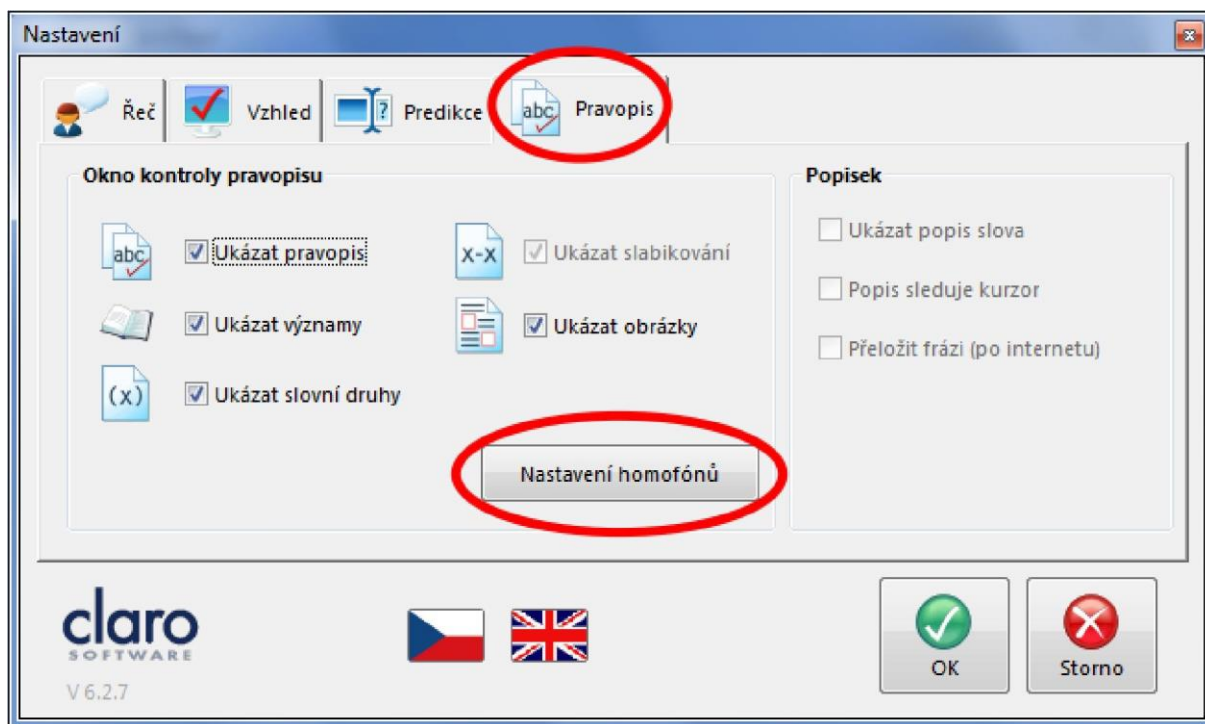 Nastavení
Řeč
Vzhled
?
Predikce
abc
Pravopis
Okno kontroly pravopisu
abc
Ukázat pravopis
x-x
Ukázat slabikování
Ukázat významy
Ukázat obrázky
(x)
Ukázat slovní druhy
Nastavení homofónů
Popisek
Ukázat popis slova
Popis sleduje kurzor
Přeložit frázi (po internetu)
claro
SOFTWARE
V 6.2.7
OK
Storno